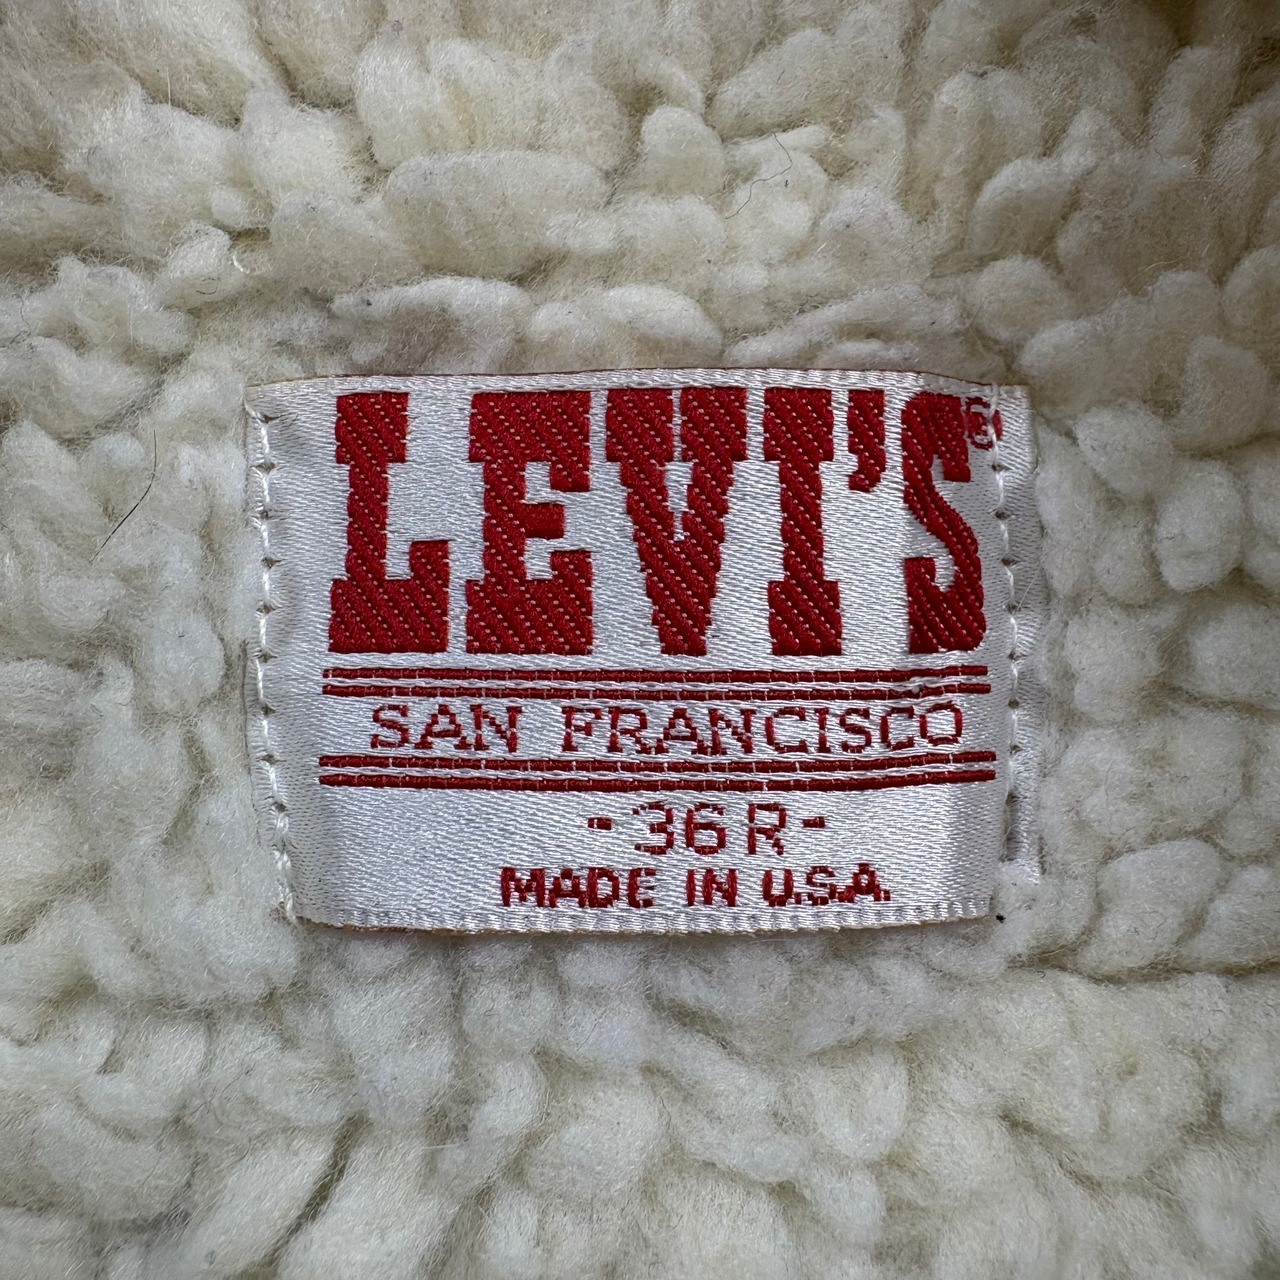 LEVI'S®
SAN FRANCISCO
-36R-
MADE IN U.S.A.